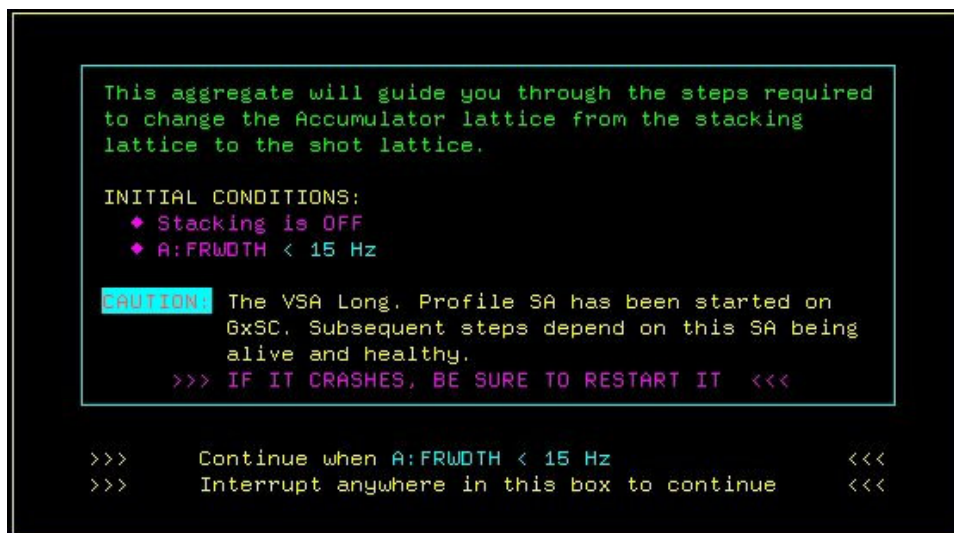 This aggregate will guide you through the steps required
to change the Accumulator lattice from the stacking
lattice to the shot lattice.
INITIAL CONDITIONS:
◆ Stacking is OFF
◆ A:FRWDTH < 15 Hz
CAUTION: The VSA Long. Profile SA has been started on
GxSC. Subsequent steps depend on this SA being
alive and healthy.
>>> IF IT CRASHES, BE SURE TO RESTART IT <<<
>>> Continue when A:FRWDTH < 15 Hz <<<
>>> Interrupt anywhere in this box to continue <<<